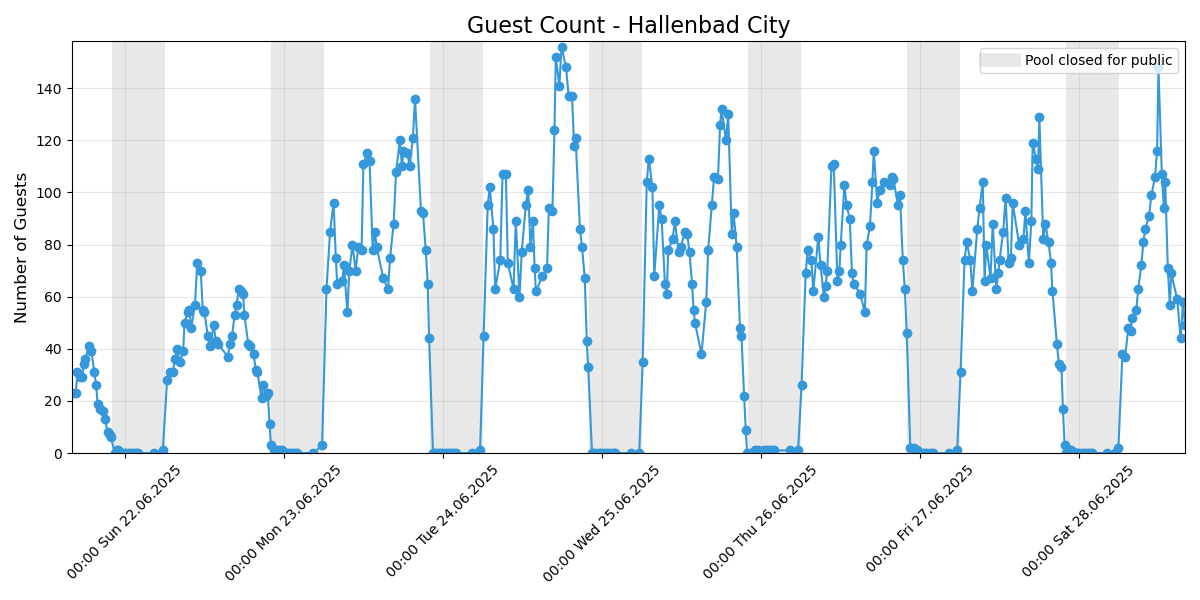 Guest Count - Hallenbad City
Pool closed for public
Number of Guests
140
120
100
80
60
40
20
0
00:00 Sun 22.06.2025
00:00 Mon 23.06.2025
00:00 Tue 24.06.2025
00:00 Wed 25.06.2025
00:00 Thu 26.06.2025
00:00 Fri 27.06.2025
00:00 Sat 28.06.2025